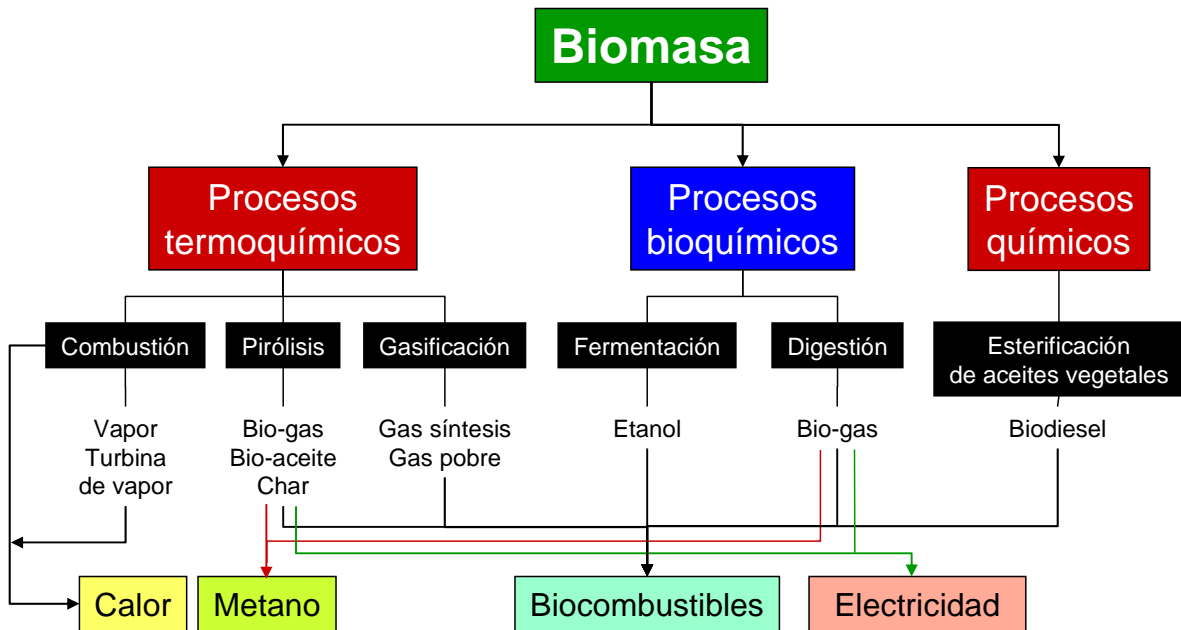 Biomasa
Procesos
termoquímicos
Procesos
bioquímicos
Procesos
químicos
Combustión
Pirólisis
Gasificación
Fermentación
Digestión
Esterificación
de aceites vegetales
Vapor
Turbina
de vapor
Bio-gas
Bio-aceite
Char
Gas síntesis
Gas pobre
Etanol
Bio-gas
Biodiesel
Calor
Metano
Biocombustibles
Electricidad